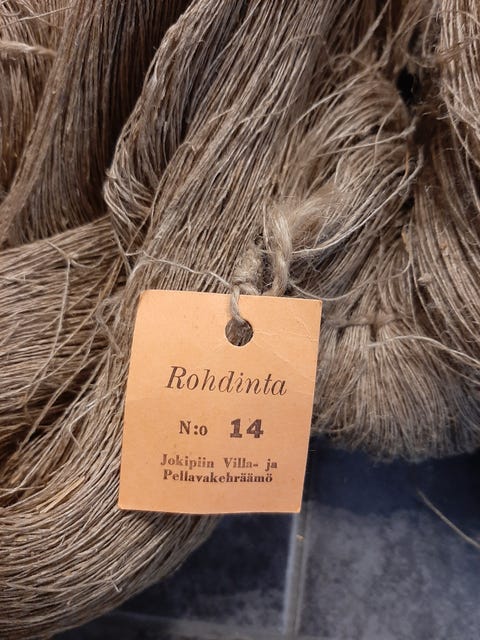 Rohdinta
N:o 14
Jokipiin Villa- ja
Pellavakehräämö